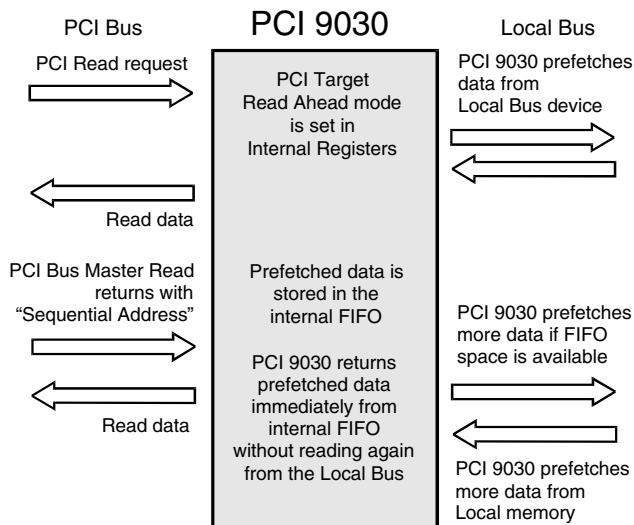 PCI Bus
PCI 9030
Local Bus
PCI Read request
PCI Target
Read Ahead mode
is set in
Internal Registers
PCI 9030 prefetches
data from
Local Bus device
Read data
PCI Bus Master Read
returns with
“Sequential Address”
Prefetched data is
stored in the
internal FIFO
PCI 9030 prefetches
more data if FIFO
space is available
Read data
PCI 9030 returns
prefetched data
immediately from
internal FIFO
without reading again
from the Local Bus
PCI 9030 prefetches
more data from
Local memory